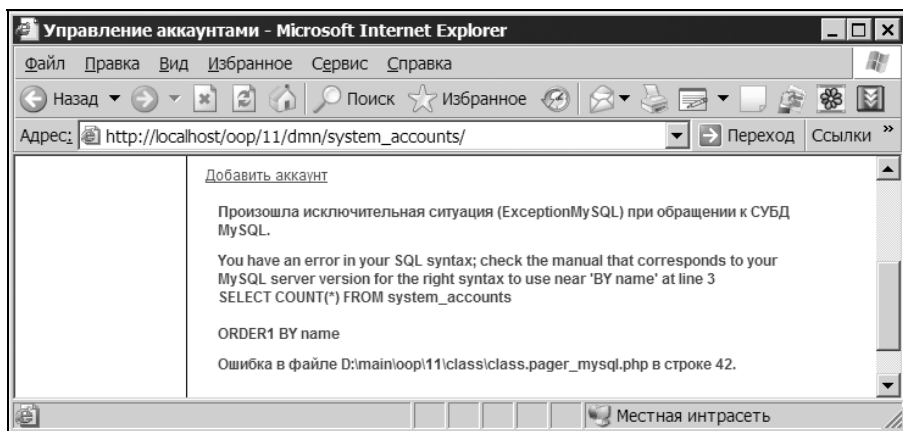 Управление аккаунтами - Microsoft Internet Explorer
Файл Правка Вид Избранное Сервис Справка
Назад Поиск Избранное
Адрес: http://localhost/oop/11/dmn/system_accounts/ Переход Ссылки »
Добавить аккаунт
Произошла исключительная ситуация (ExceptionMySQL) при обращении к СУБД
MySQL.
You have an error in your SQL syntax; check the manual that corresponds to your
MySQL server version for the right syntax to use near 'BY name' at line 3
SELECT COUNT(*) FROM system_accounts
ORDER1 BY name
Ошибка в файле D:\main\oop\11\class\class.pager_mysql.php в строке 42.
Местная интрасеть